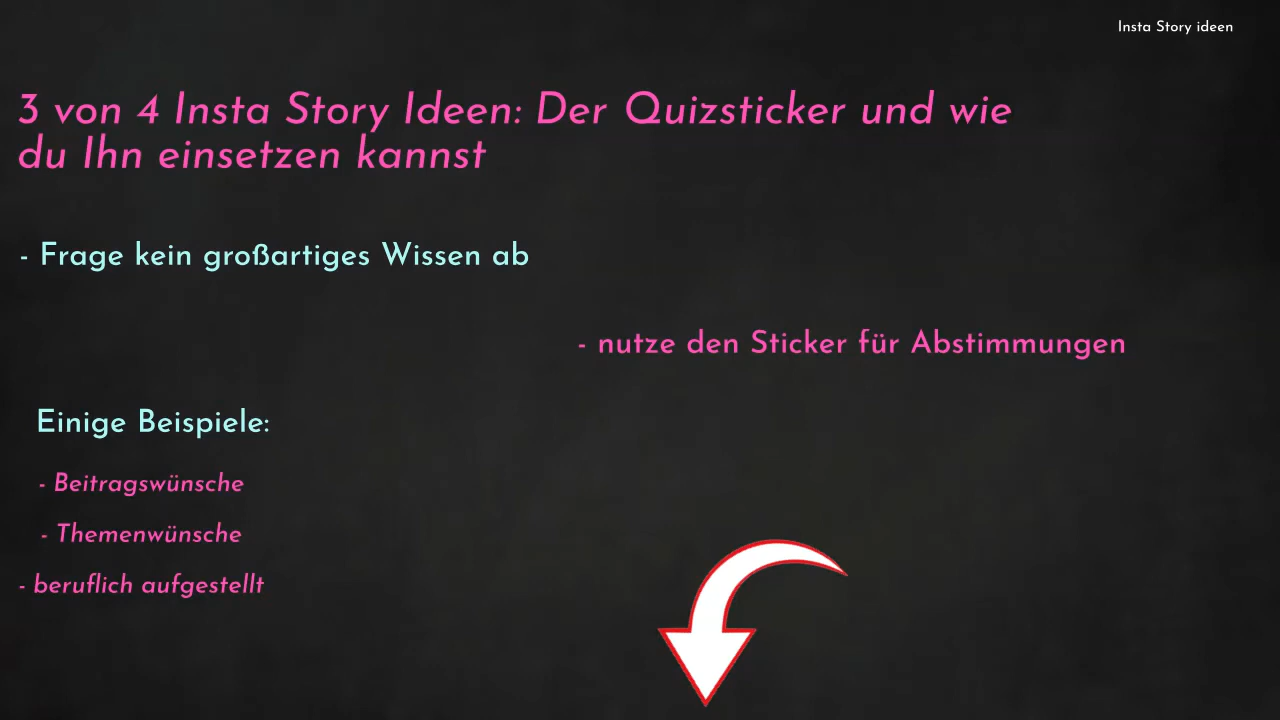 Insta Story ideen
3 von 4 Insta Story Ideen: Der Quizsticker und wie
du Ihn einsetzen kannst
- Frage kein großartiges Wissen ab
- nutze den Sticker für Abstimmungen
Einige Beispiele:
- Beitragswünsche
- Themenwünsche
- beruflich aufgestellt